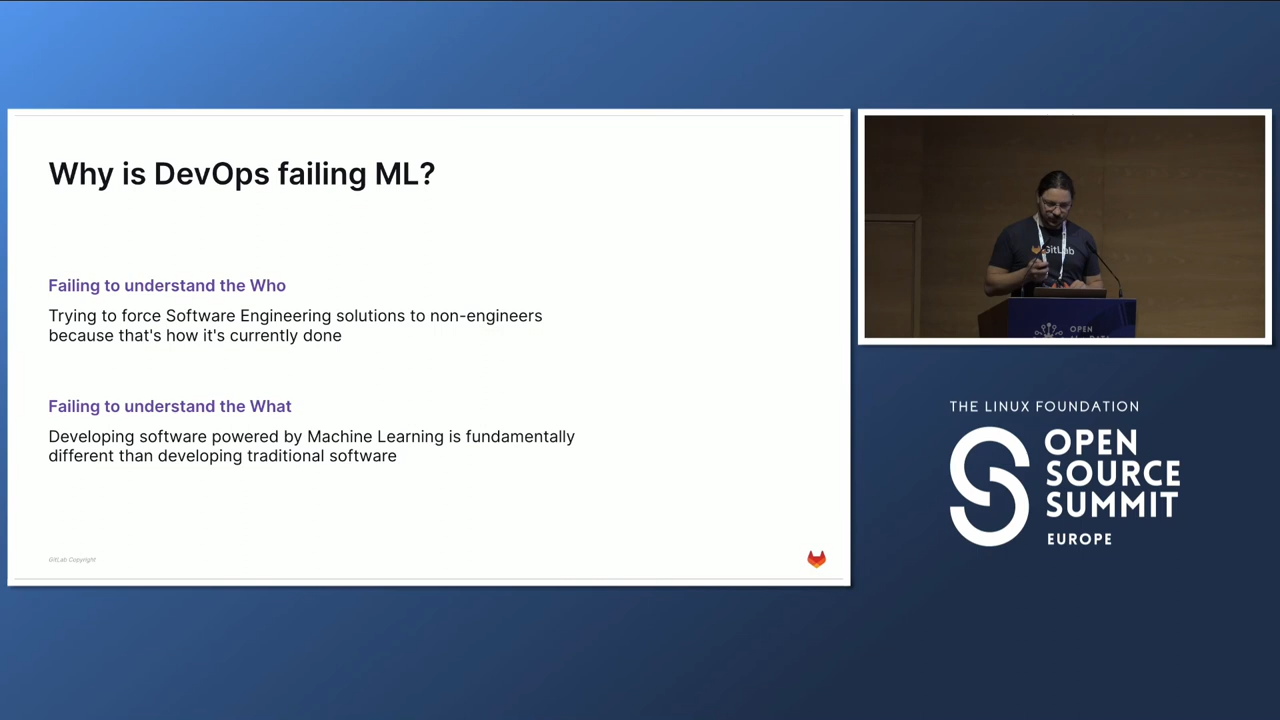 Why is DevOps failing ML?
Failing to understand the Who
Trying to force Software Engineering solutions to non-engineers
because that's how it's currently done
Failing to understand the What
Developing software powered by Machine Learning is fundamentally
different than developing traditional software
GitLab Copyright
GitLab
OPEN
THE LINUX FOUNDATION
OPEN
SOURCE
SUMMIT
EUROPE